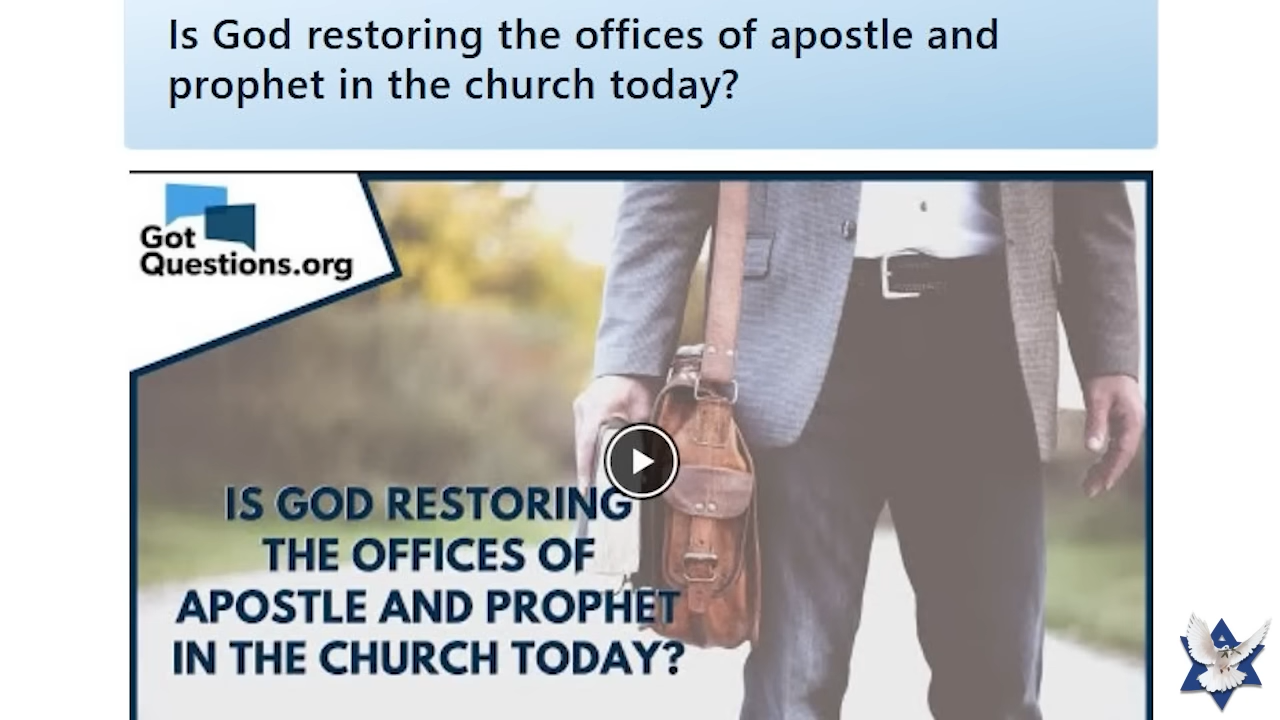 Is God restoring the offices of apostle and
prophet in the church today?
Got
Questions.org
IS GOD RESTORING
THE OFFICES OF
APOSTLE AND PROPHET
IN THE CHURCH TODAY?